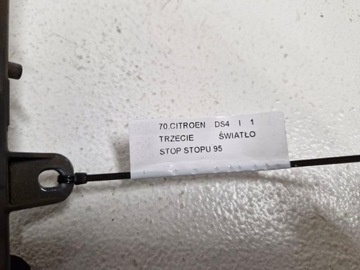 70.CITROEN DS4 I 1
TRZECIE ŚWIATŁO
STOP STOPU 95